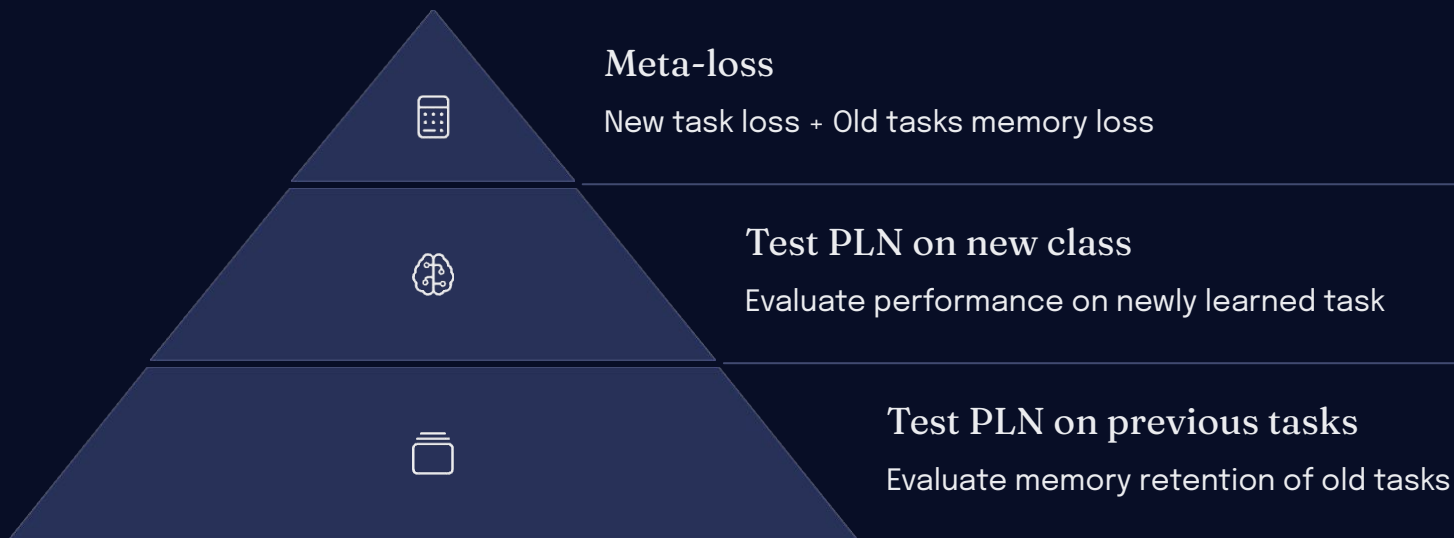 Meta-loss
New task loss + Old tasks memory loss
Test PLN on new class
Evaluate performance on newly learned task
Test PLN on previous tasks
Evaluate memory retention of old tasks